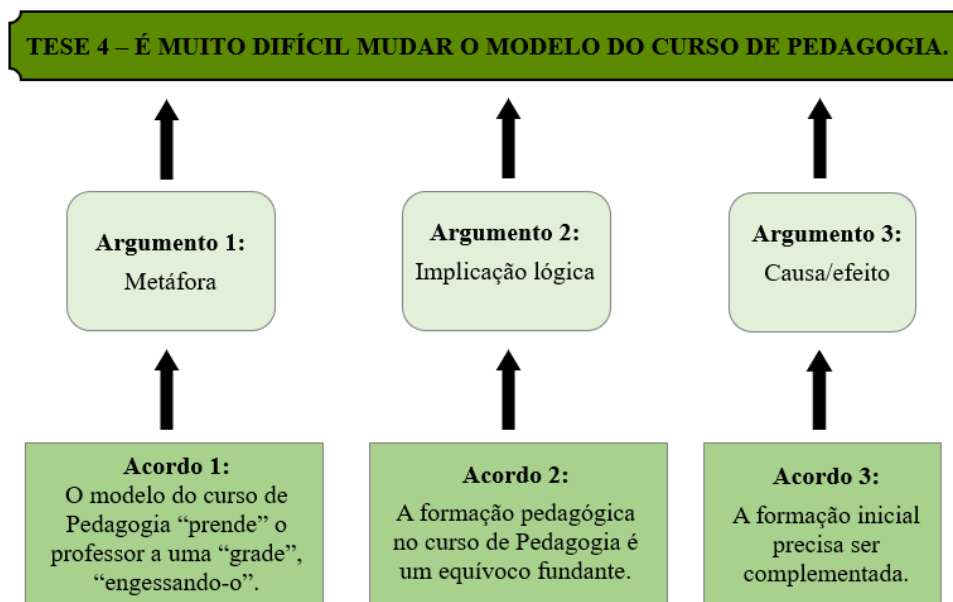 TESE 4 – É MUITO DIFÍCIL MUDAR O MODELO DO CURSO DE PEDAGOGIA.
Argumento 1:
Metáfora
Argumento 2:
Implicação lógica
Argumento 3:
Causa/efeito
Acordo 1:
O modelo do curso de
Pedagogia “prende” o
professor a uma “grade”,
“engessando-o”.
Acordo 2:
A formação pedagógica
no curso de Pedagogia é
um equívoco fundante.
Acordo 3:
A formação inicial
precisa ser
complementada.